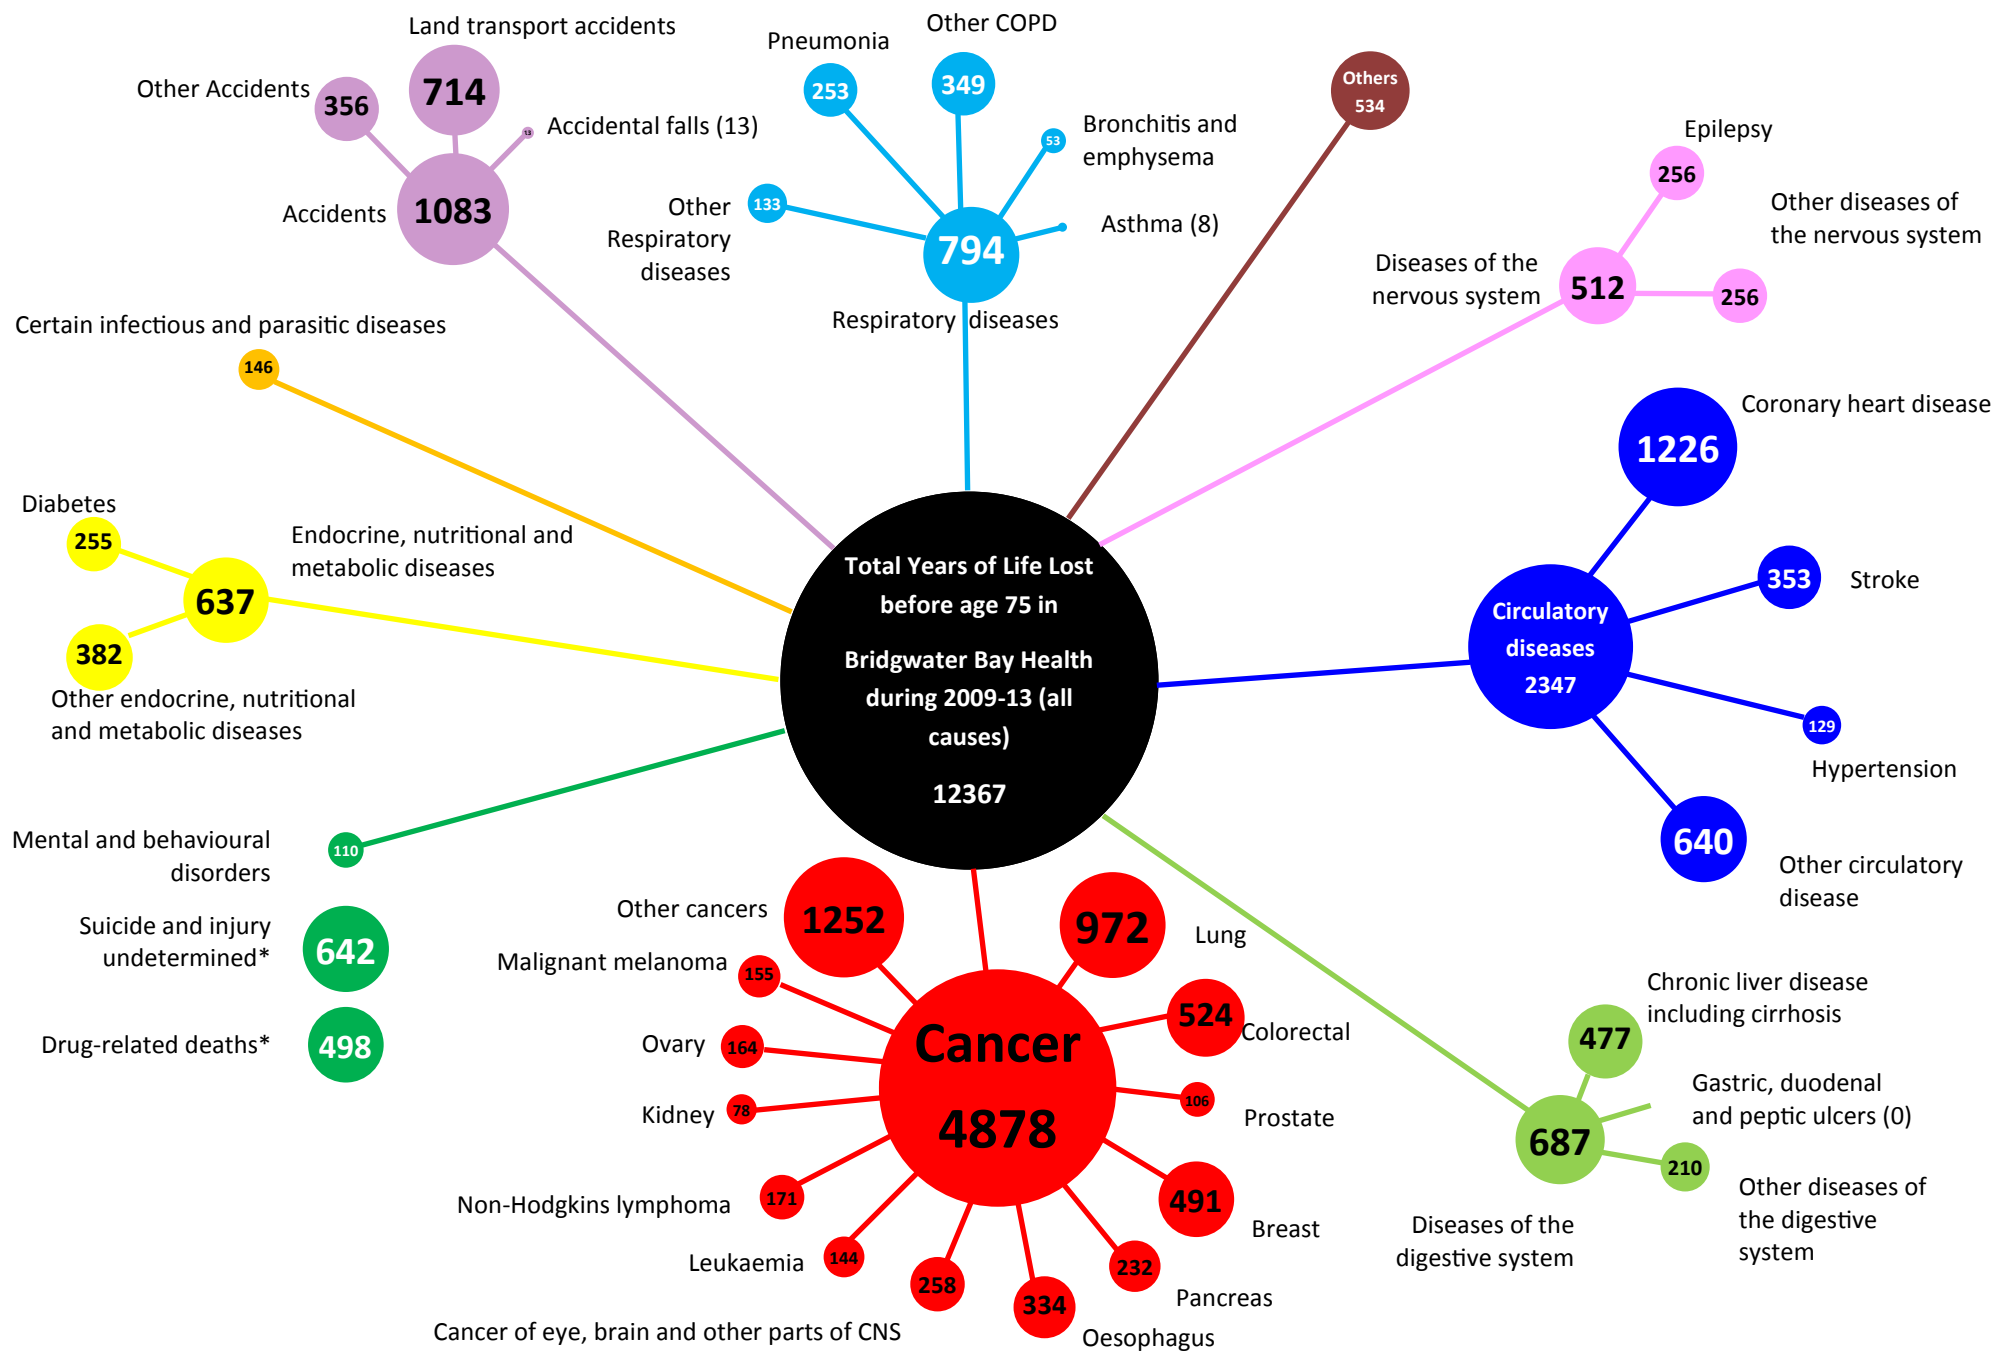 Land transport accidents
714
Other Accidents
356
13
Accidental falls (13)
Accidents
1083
Pneumonia
253
Other COPD
349
Bronchitis and
emphysema
53
Other
Respiratory
diseases
133
Asthma (8)
794
Respiratory diseases
Others
534
Epilepsy
256
Other diseases of
the nervous system
256
Diseases of the
nervous system
512
Certain infectious and parasitic diseases
146
Coronary heart disease
1226
Circulatory
diseases
2347
353
Stroke
129
Hypertension
640
Other circulatory
disease
Diabetes
255
Endocrine, nutritional and
metabolic diseases
637
382
Other endocrine, nutritional
and metabolic diseases
Total Years of Life Lost
before age 75 in
Bridgwater Bay Health
during 2009-13 (all
causes)
12367
Mental and behavioural
disorders
110
Suicide and injury
undetermined*
642
Drug-related deaths*
498
Other cancers
1252
972
Lung
Malignant melanoma
155
524
Colorectal
Ovary
164
Cancer
4878
Kidney
78
106
Prostate
Non-Hodgkins lymphoma
171
491
Breast
Leukaemia
144
258
Cancer of eye, brain and other parts of CNS
334
Oesophagus
232
Pancreas
Chronic liver disease
including cirrhosis
477
Gastric, duodenal
and peptic ulcers (0)
687
210
Diseases of the
digestive system
Other diseases of
the digestive
system